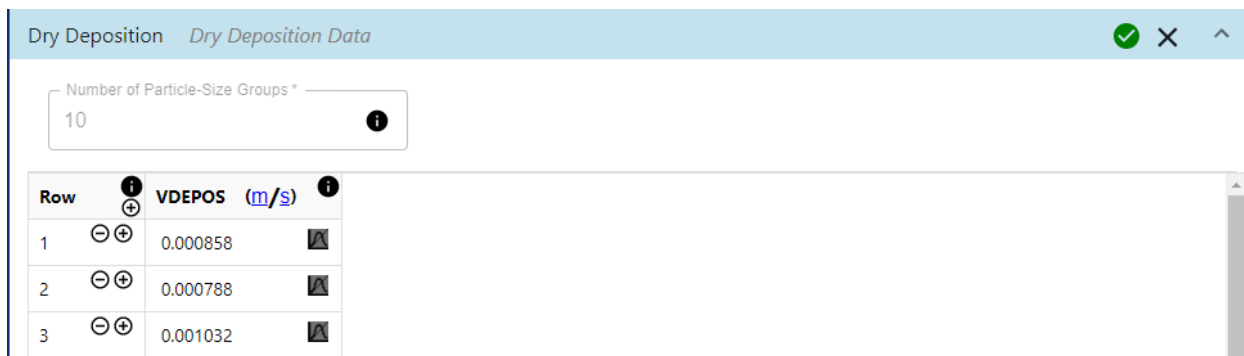 Dry Deposition Dry Deposition Data
Number of Particle-Size Groups *
10
Row VDEPOS (m/s)
1 0.000858
2 0.000788
3 0.001032